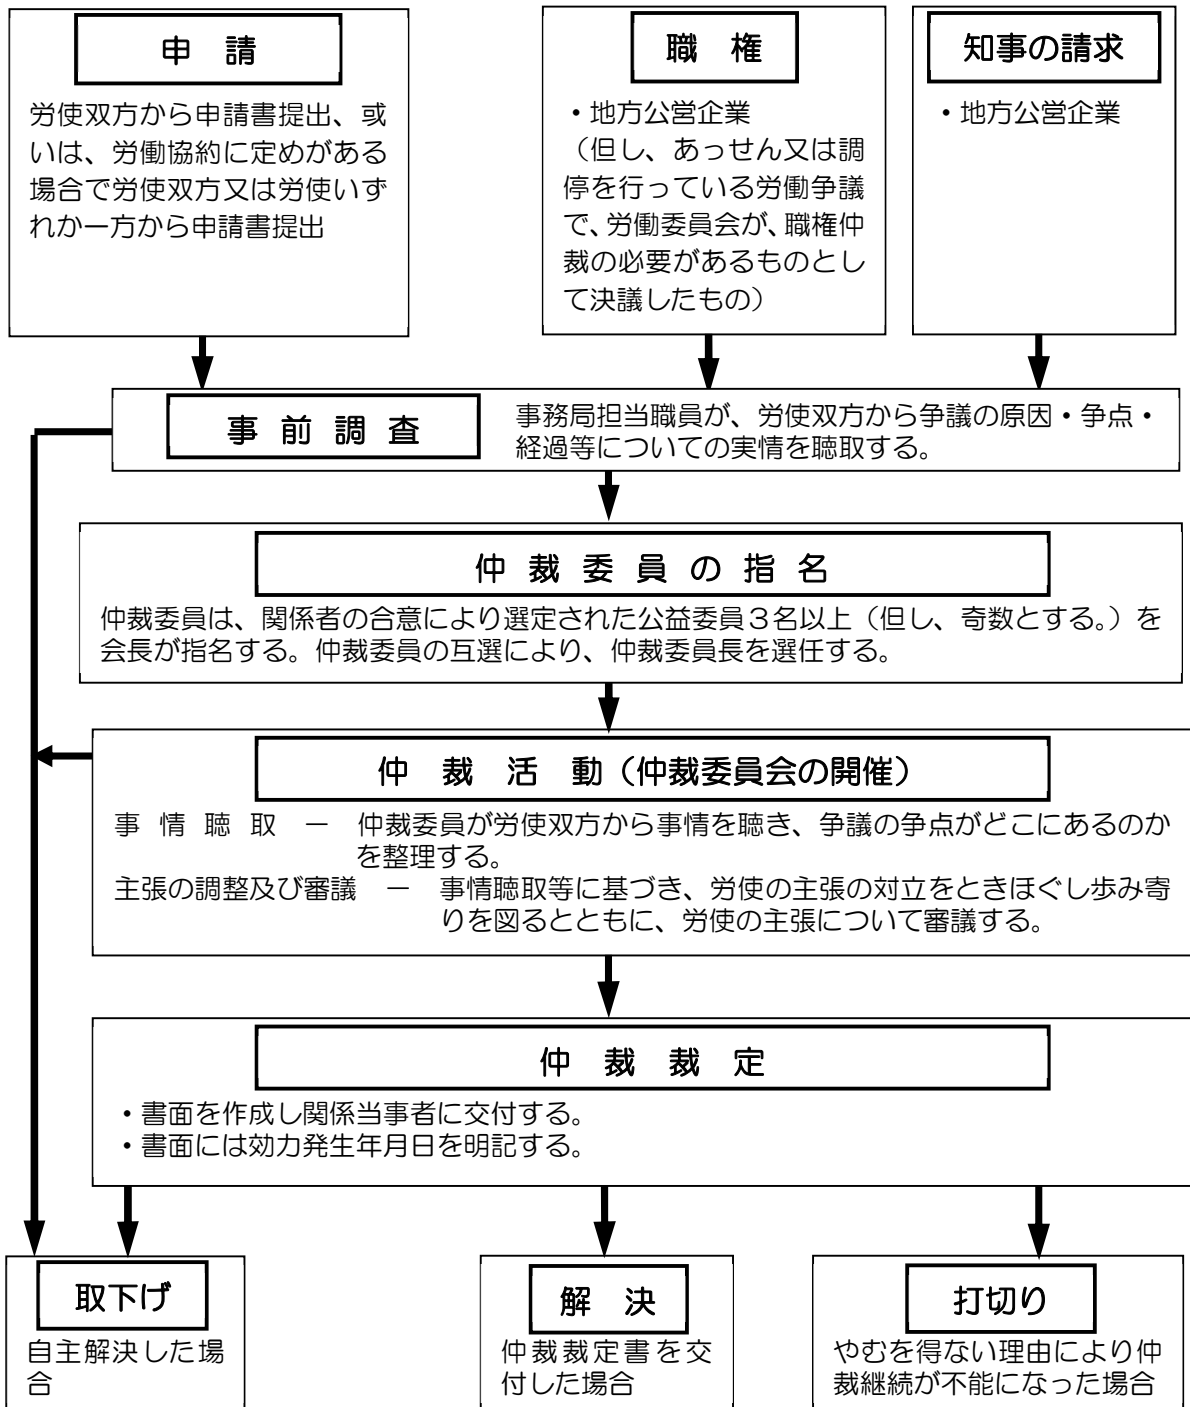 申　請
労使双方から申請書提出、或
いは、労働協約に定めがある
場合で労使双方又は労使いず
れか一方から申請書提出
職　権
・地方公営企業
（但し、あっせん又は調
停を行っている労働争議
で、労働委員会が、職権仲
裁の必要があるものとし
て決議したもの）
知事の請求
・地方公営企業
事 前 調 査
事務局担当職員が、労使双方から争議の原因・争点・
経過等についての実情を聴取する。
仲 裁 委 員 の 指 名
仲裁委員は、関係者の合意により選定された公益委員３名以上（但し、奇数とする。）を
会長が指名する。仲裁委員の互選により、仲裁委員長を選任する。
仲　裁　活　動（仲裁委員会の開催）
事 情 聴 取 － 仲裁委員が労使双方から事情を聴き、争議の争点がどこにあるのか
を整理する。
主張の調整及び審議 － 事情聴取等に基づき、労使の主張の対立をときほぐし歩み寄
りを図るとともに、労使の主張について審議する。
仲　裁　裁　定
・書面を作成し関係当事者に交付する。
・書面には効力発生年月日を明記する。
取下げ
自主解決した場
合
解　決
仲裁裁定書を交
付した場合
打切り
やむを得ない理由により仲
裁継続が不能になった場合